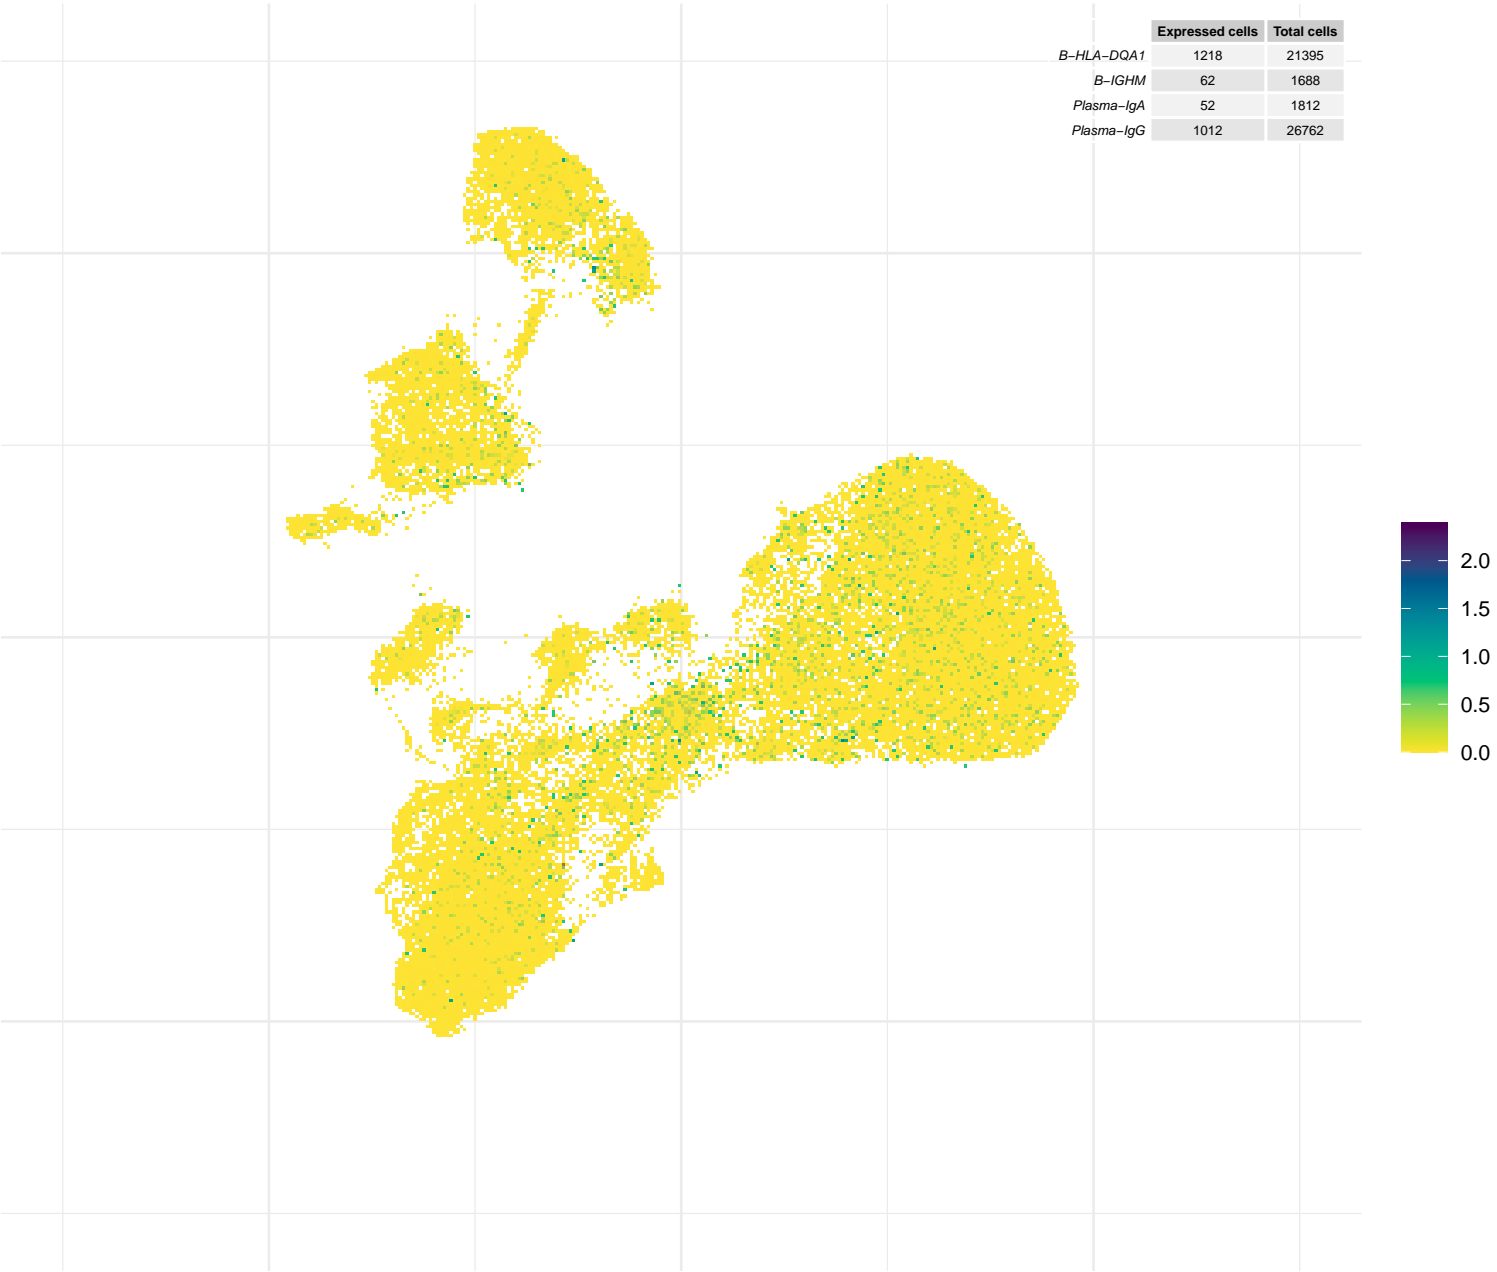 Expressed cells Total cells
B−HLA−DQA1 1218 21395
B−IGHM 62 1688
Plasma−IgA 52 1812
Plasma−IgG 1012 26762
2.0
1.5
1.0
0.5
0.0